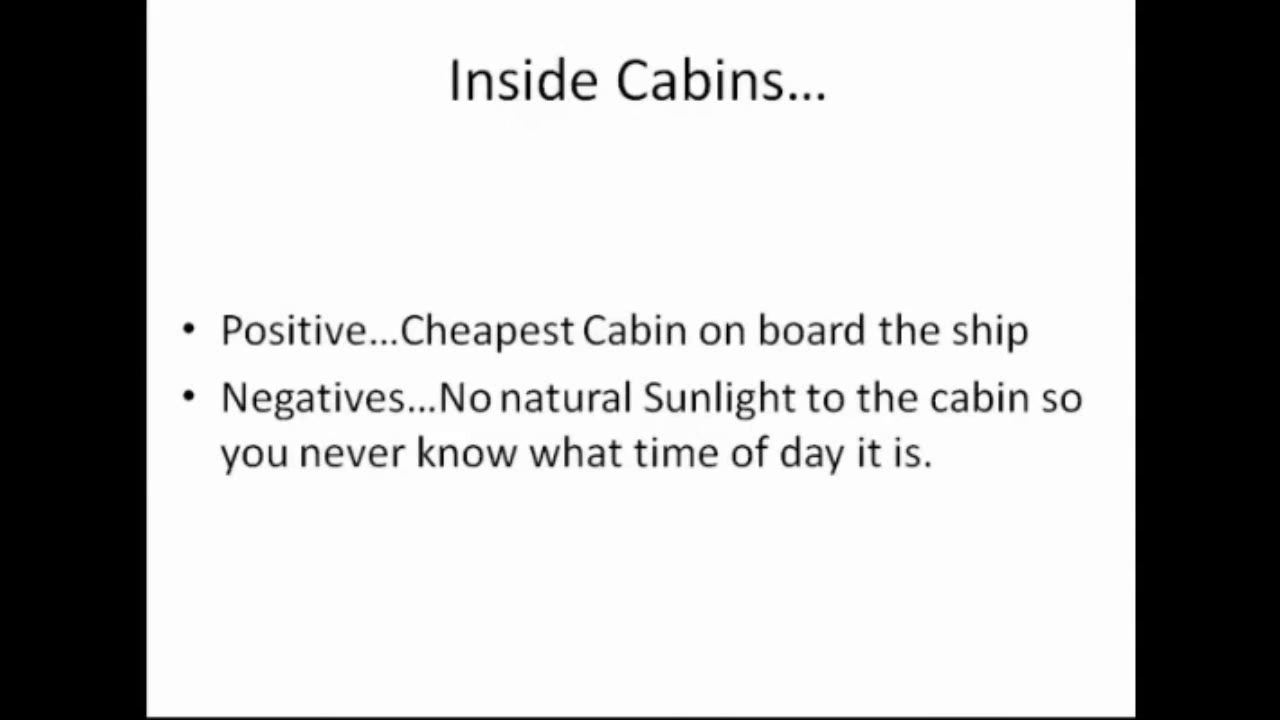 Inside Cabins...
• Positive...Cheapest Cabin on board the ship
• Negatives...No natural Sunlight to the cabin so
you never know what time of day it is.